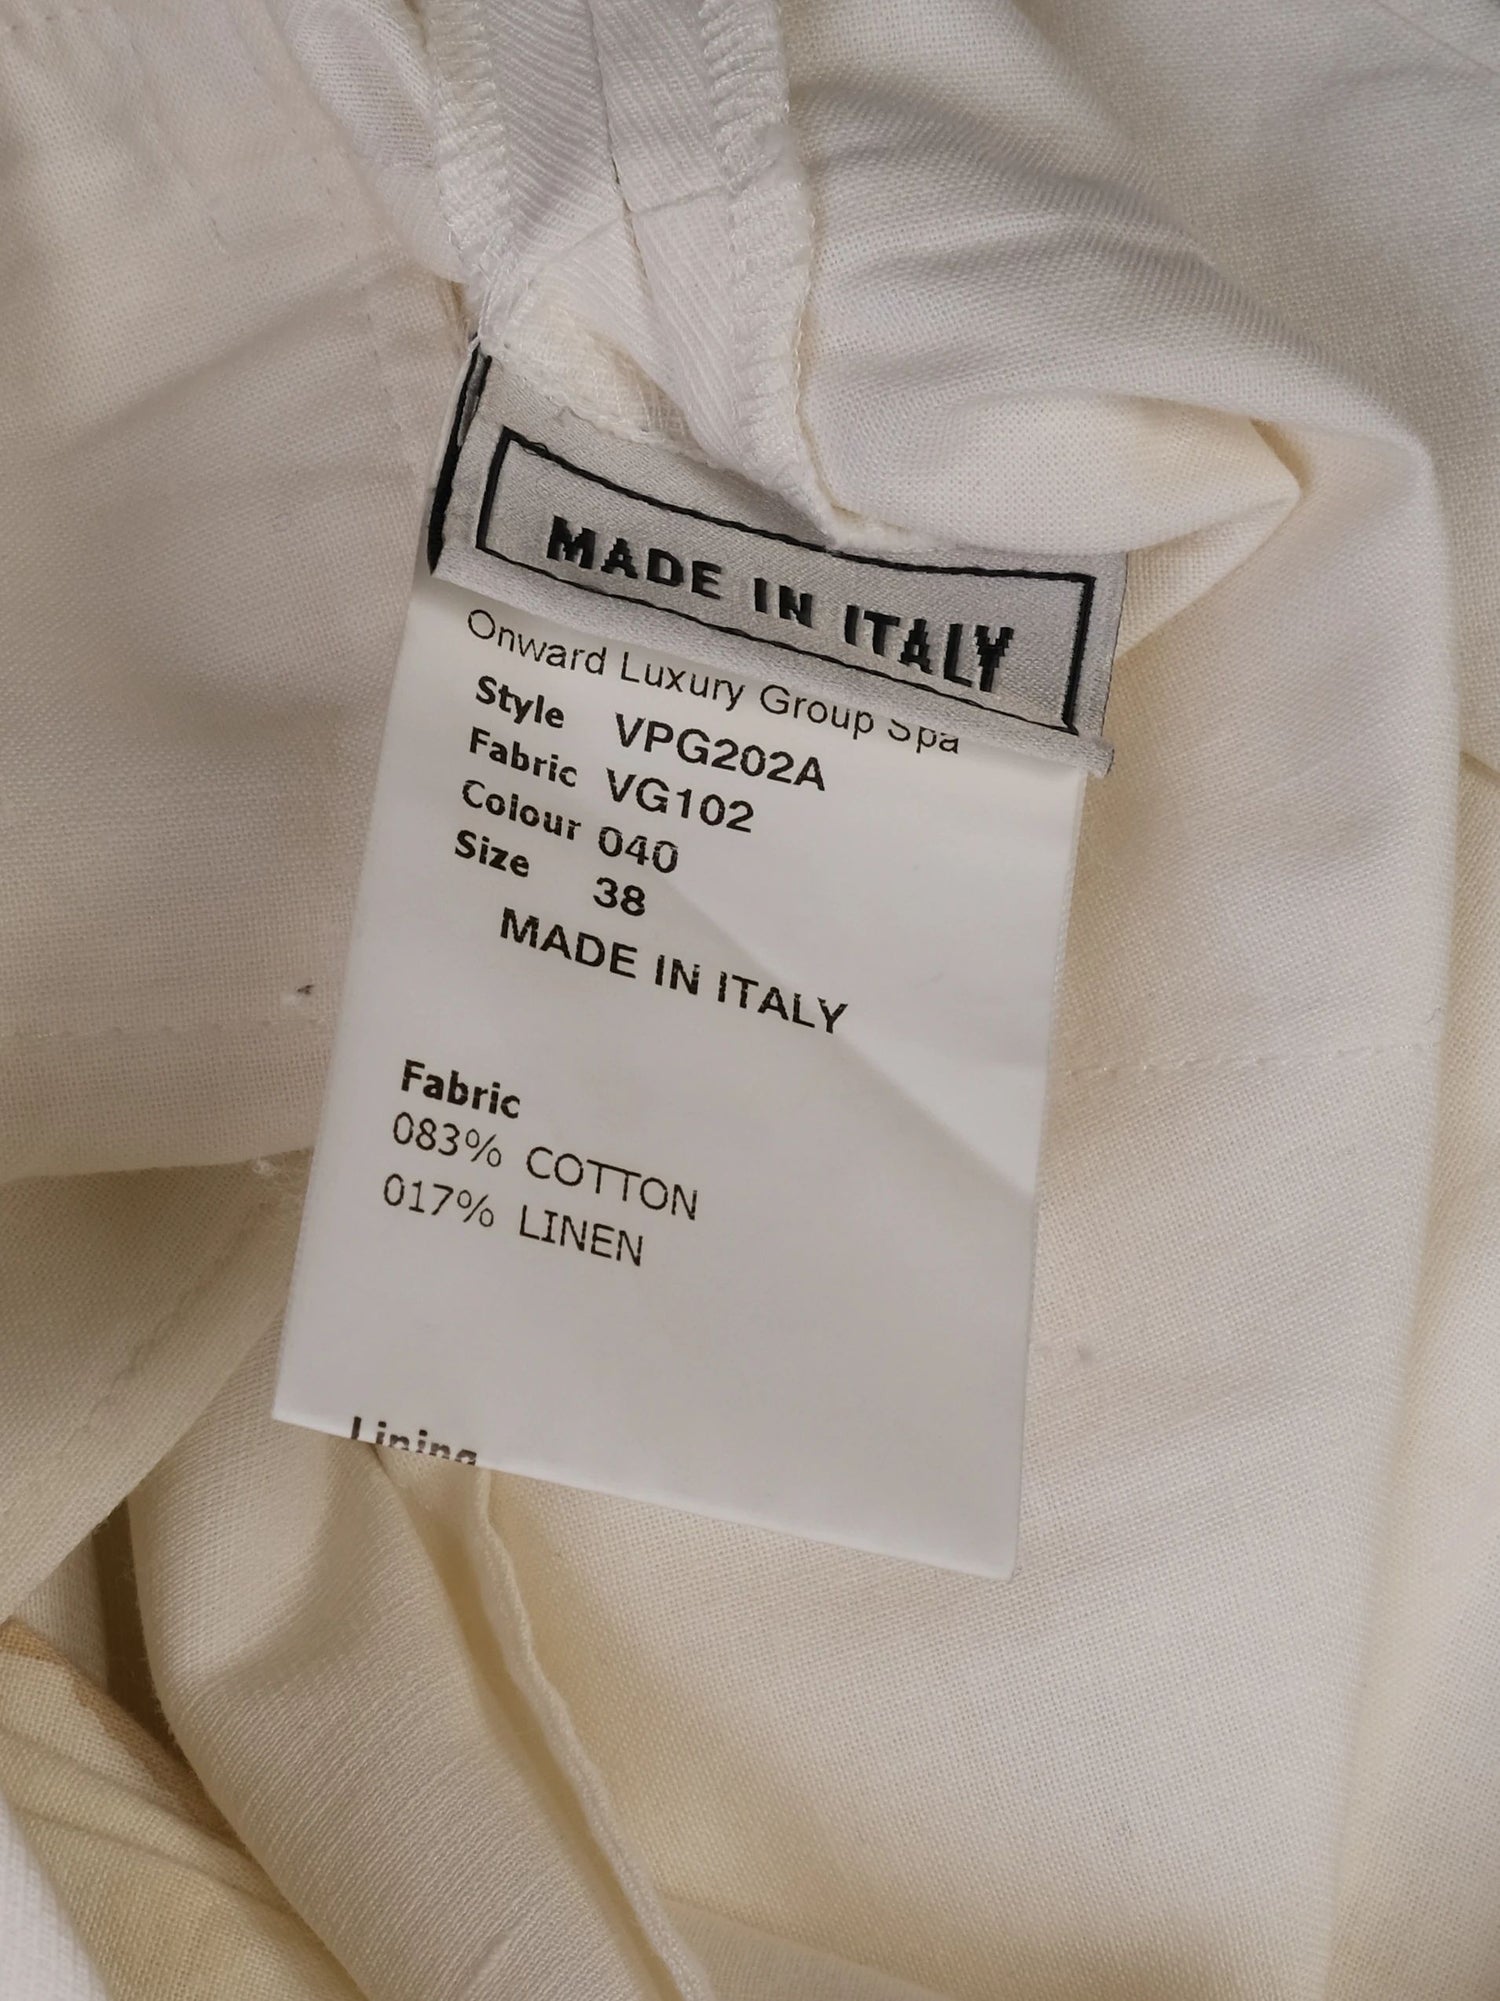 MADE IN ITALY
Onward Luxury Group Spa
Style VPG202A
Fabric VG102
Colour 040
Size 38
MADE IN ITALY
Fabric
083% COTTON
017% LINEN
Lining